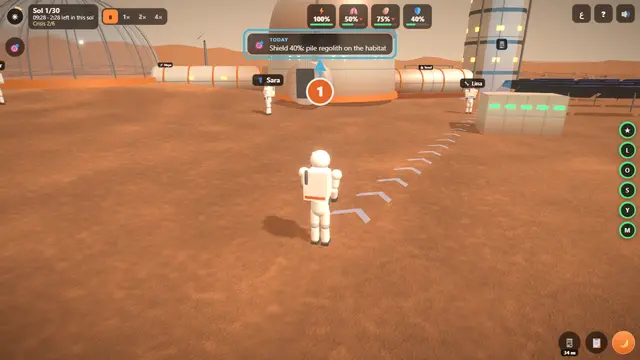 Sol 1/30
09:28 - 2:28 left in this sol
Crisis 2/6
1×
2×
4×
100%
50%
75%
40%
ع
?
TODAY
Shield 40%: pile regolith on the habitat
1
Sara
Lina
★
L
O
S
Y
M